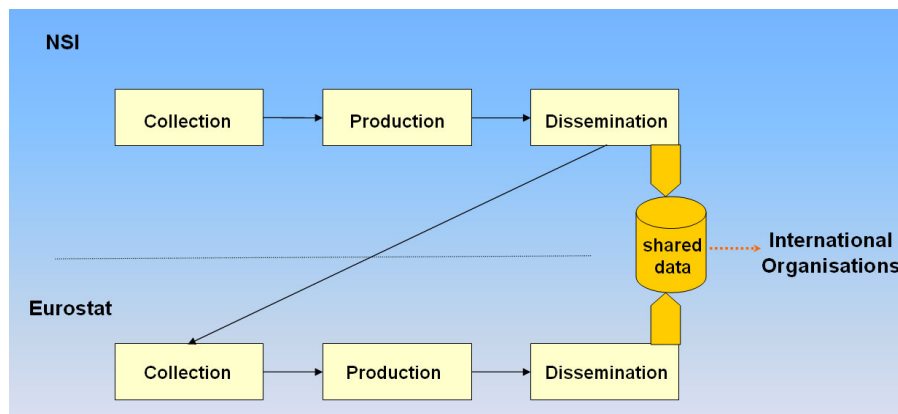 NSI
Collection
Production
Dissemination
shared
data
International
Organisations
Eurostat
Collection
Production
Dissemination